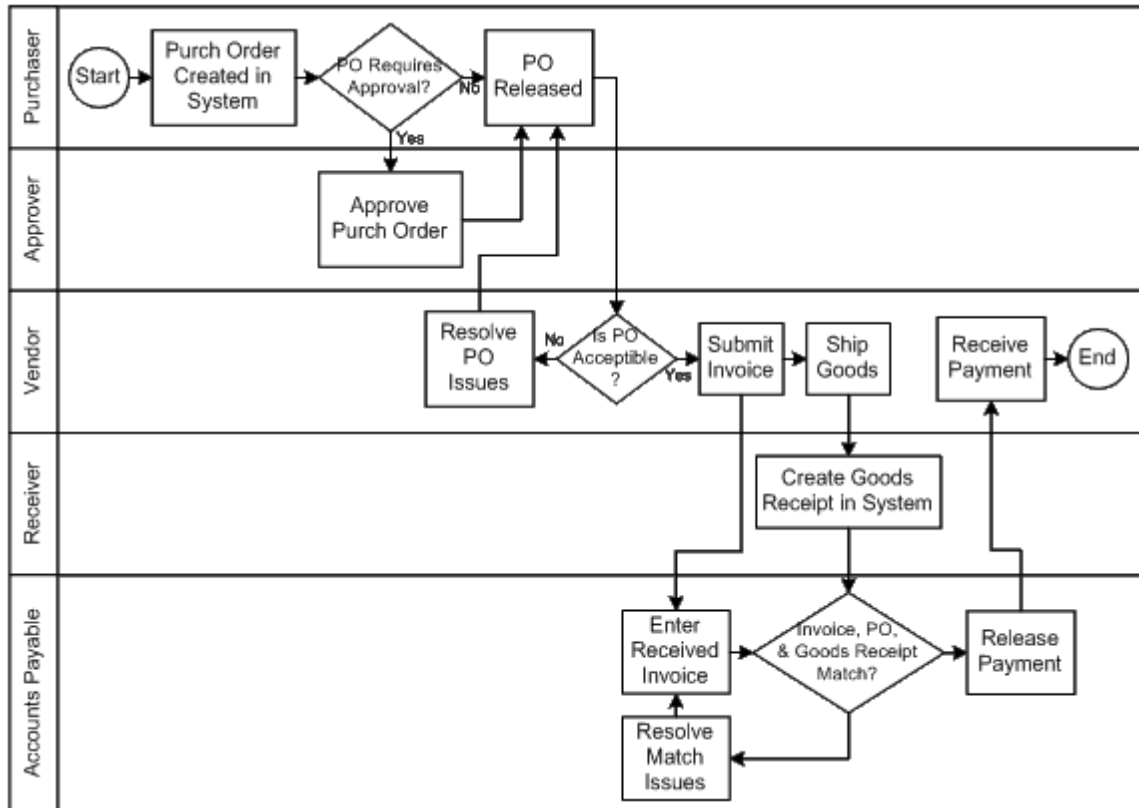 Purchaser
Start
Purch Order
Created in
System
PO Requires
Approval?
No
Yes
PO
Released
Approver
Approve
Purch Order
Vendor
Resolve
PO
Issues
No
Is PO
Acceptible
?
Yes
Submit
Invoice
Ship
Goods
Receive
Payment
End
Receiver
Create Goods
Receipt in System
Accounts Payable
Enter
Received
Invoice
Invoice, PO,
& Goods Receipt
Match?
Release
Payment
Resolve
Match
Issues